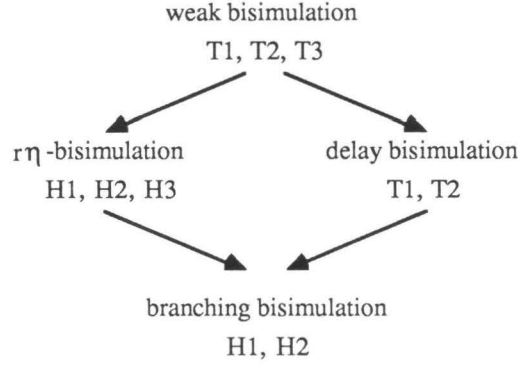 weak bisimulation
T1, T2, T3
rη-bisimulation
delay bisimulation
H1, H2, H3
T1, T2
branching bisimulation
H1, H2